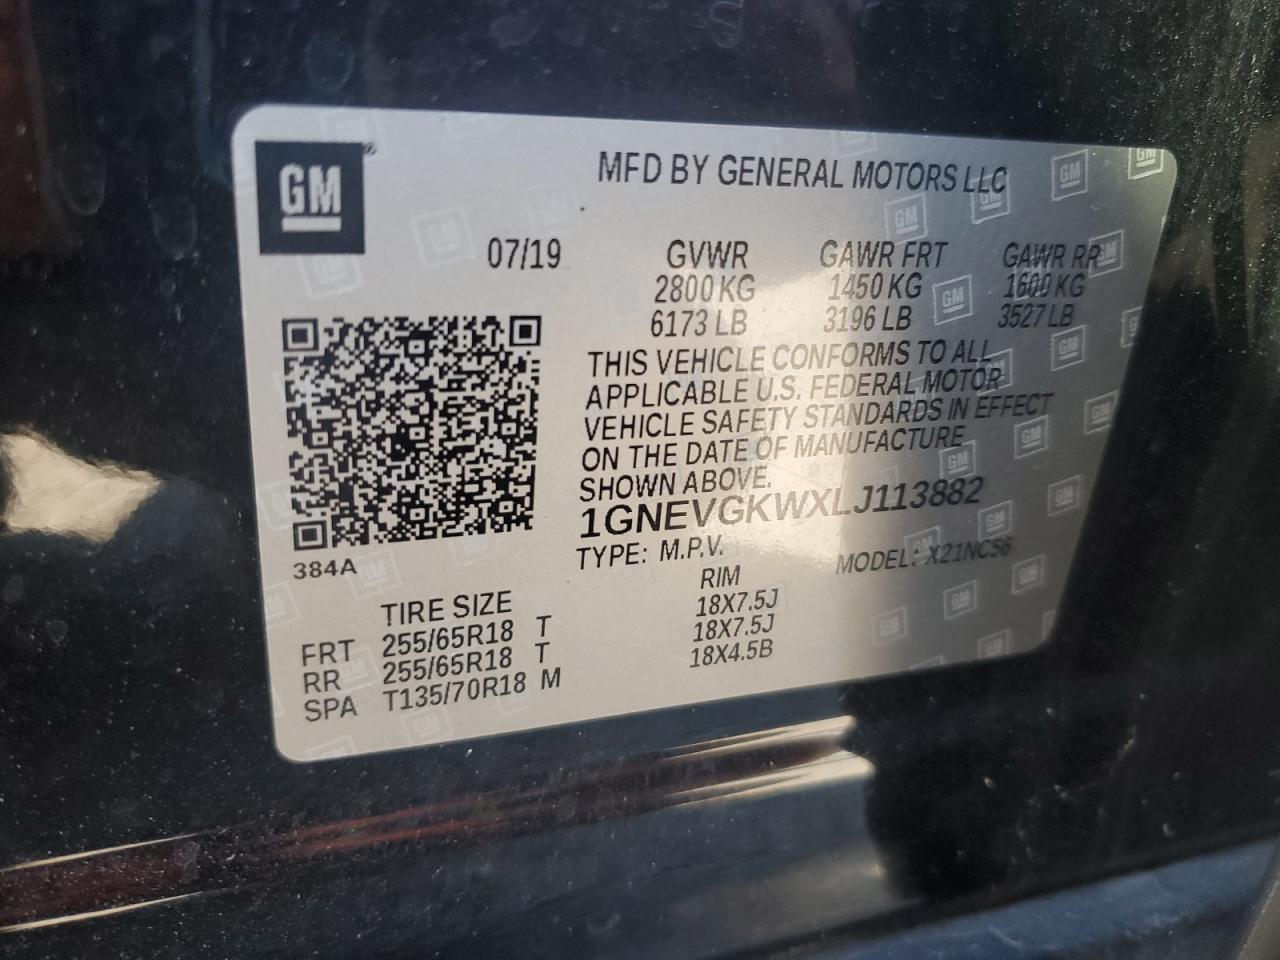 GM
MFD BY GENERAL MOTORS LLC
07/19 GVWR GAWR FRT GAWR RR
2800 KG 1450 KG 1600 KG
6173 LB 3196 LB 3527 LB
THIS VEHICLE CONFORMS TO ALL
APPLICABLE U.S. FEDERAL MOTOR
VEHICLE SAFETY STANDARDS IN EFFECT
ON THE DATE OF MANUFACTURE
SHOWN ABOVE.
1GNEVGKWXLJ113882
TYPE: M.P.V. MODEL: X21NC56
384A
TIRE SIZE RIM
FRT 255/65R18 T 18X7.5J
RR 255/65R18 T 18X7.5J
SPA T135/70R18 M 18X4.5B